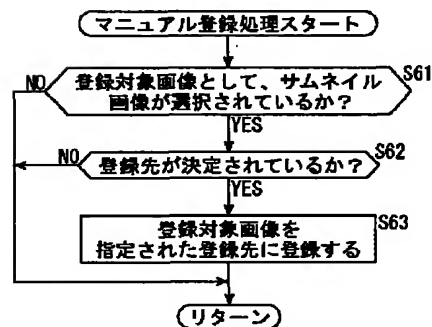 マニュアル登録処理スタート
S61
NO
登録対象画像として、サムネイル
画像が選択されているか?
YES
S62
NO
登録先が決定されているか?
YES
S63
登録対象画像を
指定された登録先に登録する
リターン